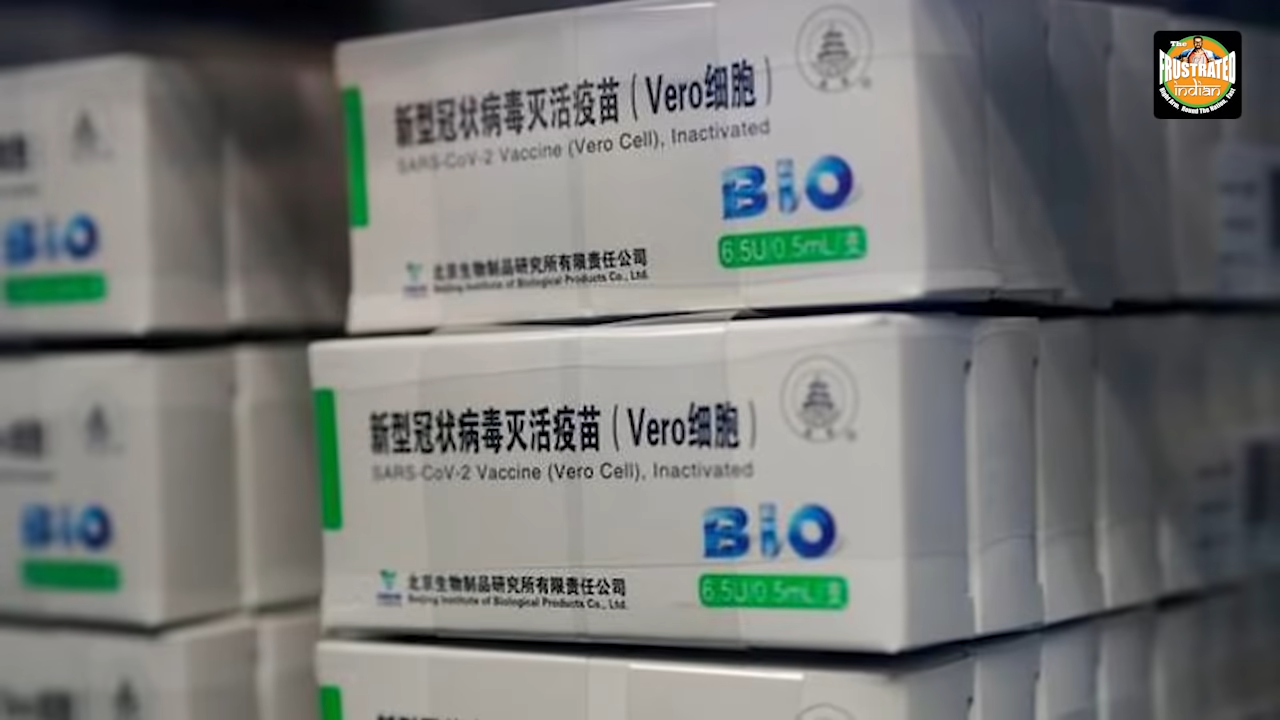 The
FRUSTRATED
indian
新型冠状病毒灭活疫苗(Vero细胞)
SARS-CoV-2 Vaccine (Vero Cell), Inactivated
BiO
6.5U/0.5mL/支
北京生物制品研究所有限责任公司
Beijing Institute of Biological Products Co., Ltd.
BiO
新型冠状病毒灭活疫苗(Vero细胞)
SARS-CoV-2 Vaccine (Vero Cell), Inactivated
BiO
6.5U/0.5mL/支
北京生物制品研究所有限责任公司
Beijing Institute of Biological Products Co., Ltd.
BiO